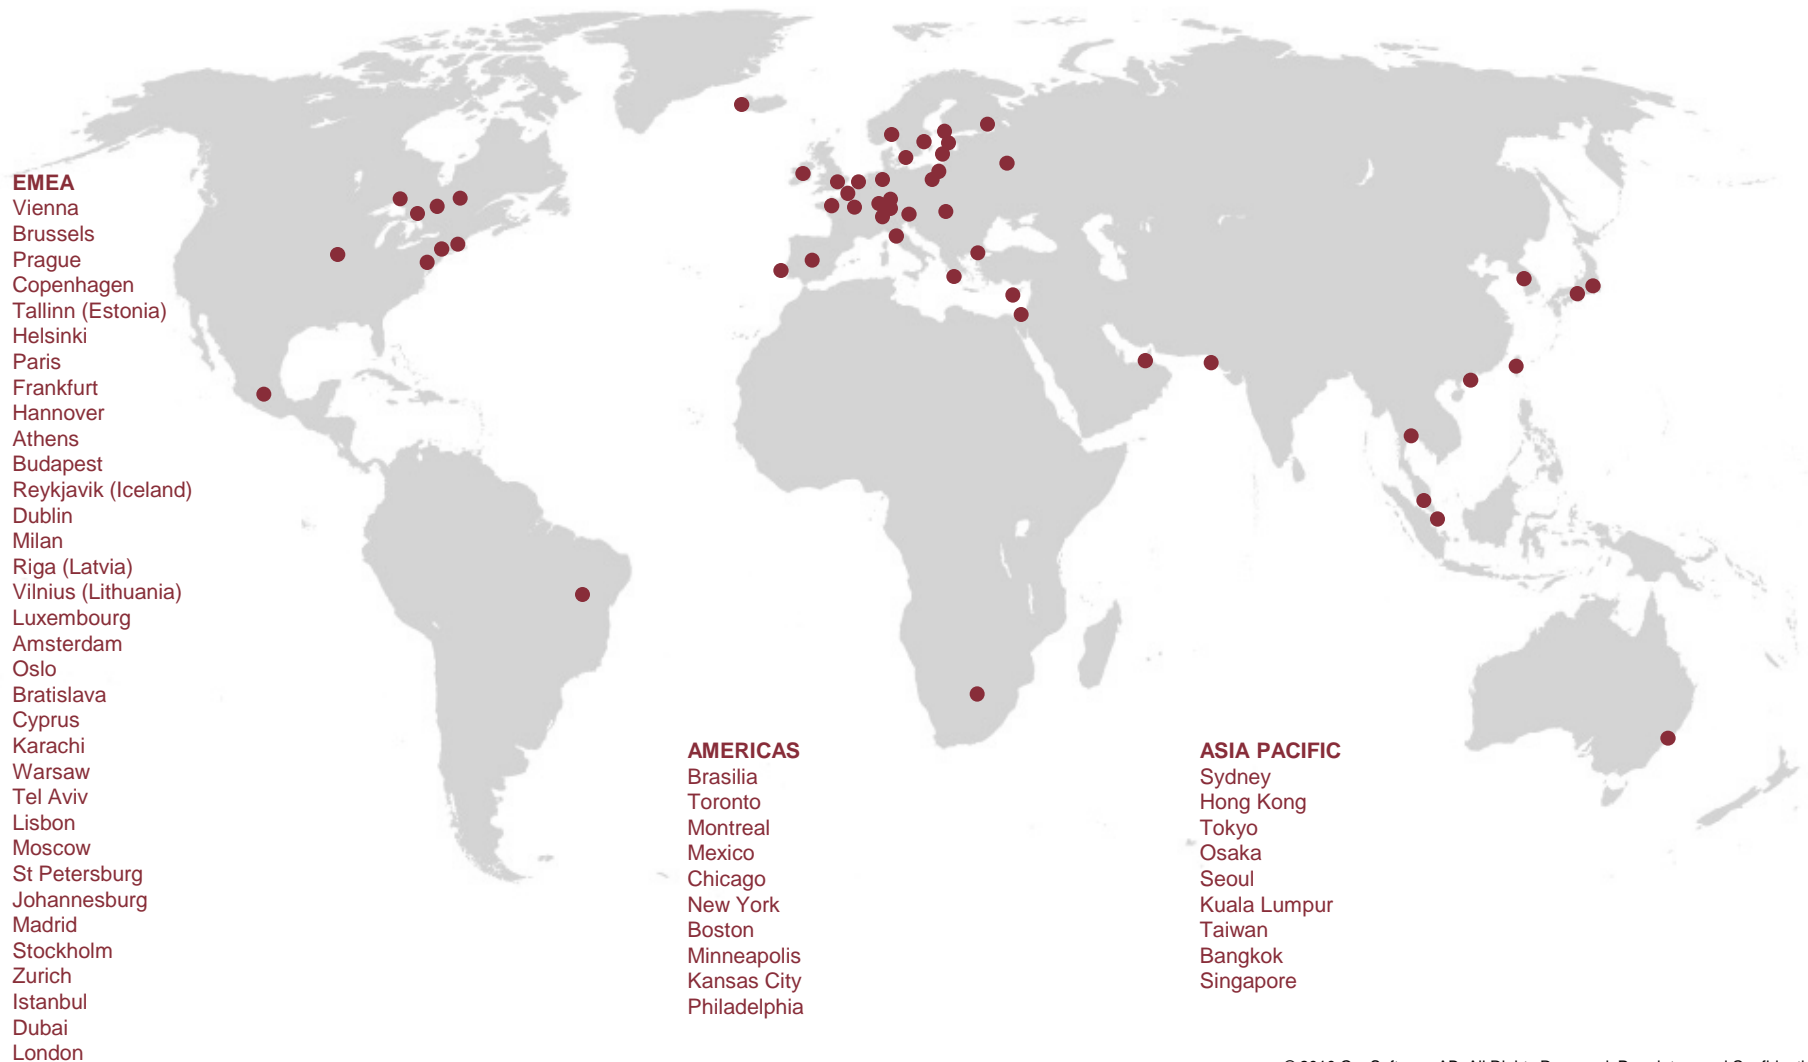 EMEA
Vienna
Brussels
Prague
Copenhagen
Tallinn (Estonia)
Helsinki
Paris
Frankfurt
Hannover
Athens
Budapest
Reykjavik (Iceland)
Dublin
Milan
Riga (Latvia)
Vilnius (Lithuania)
Luxembourg
Amsterdam
Oslo
Bratislava
Cyprus
Karachi
Warsaw
Tel Aviv
Lisbon
Moscow
St Petersburg
Johannesburg
Madrid
Stockholm
Zurich
Istanbul
Dubai
London
AMERICAS
Brasilia
Toronto
Montreal
Mexico
Chicago
New York
Boston
Minneapolis
Kansas City
Philadelphia
ASIA PACIFIC
Sydney
Hong Kong
Tokyo
Osaka
Seoul
Kuala Lumpur
Taiwan
Bangkok
Singapore